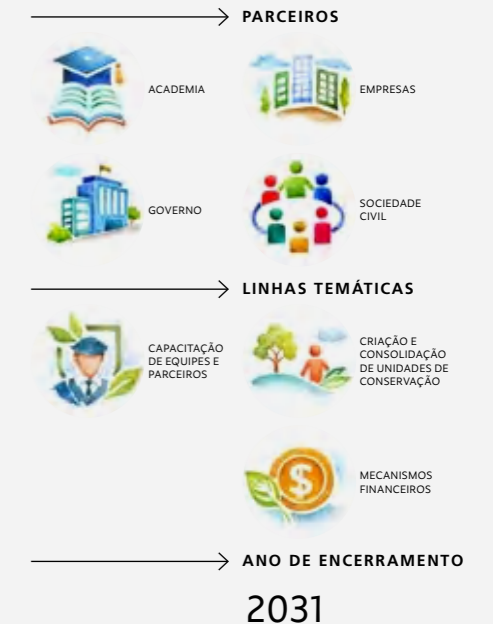 PARCEIROS
ACADEMIA
EMPRESAS
GOVERNO
SOCIEDADE
CIVIL
LINHAS TEMÁTICAS
CAPACITAÇÃO
DE EQUIPES E
PARCEIROS
CRIAÇÃO E
CONSOLIDAÇÃO
DE UNIDADES DE
CONSERVAÇÃO
MECANISMOS
FINANCEIROS
ANO DE ENCERRAMENTO
2031